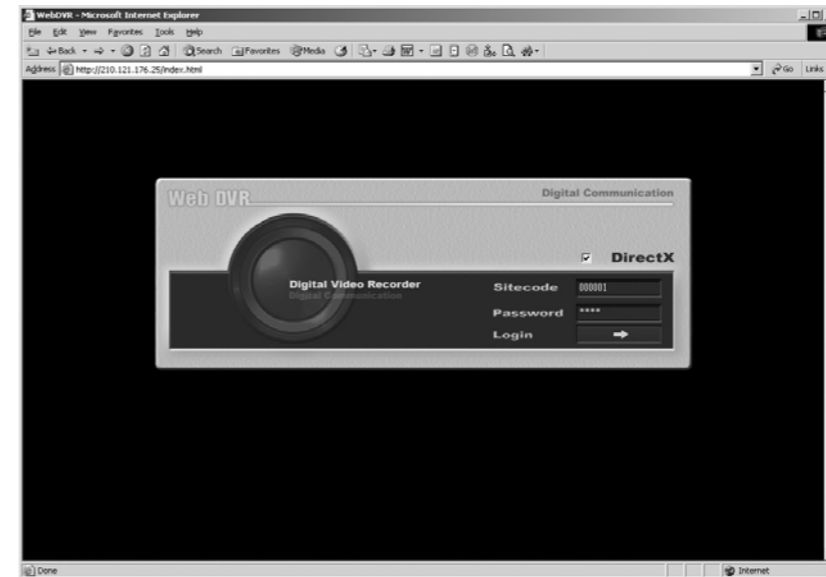 WebDVR - Microsoft Internet Explorer
File Edit View Favorites Tools Help
Back Search Favorites Media
Address http://210.121.176.25/index.html Go Links
Web DVR
Digital Communication
DirectX
Digital Video Recorder
Digital Communication
Sitecode 000001
Password ****
Login
Done Internet